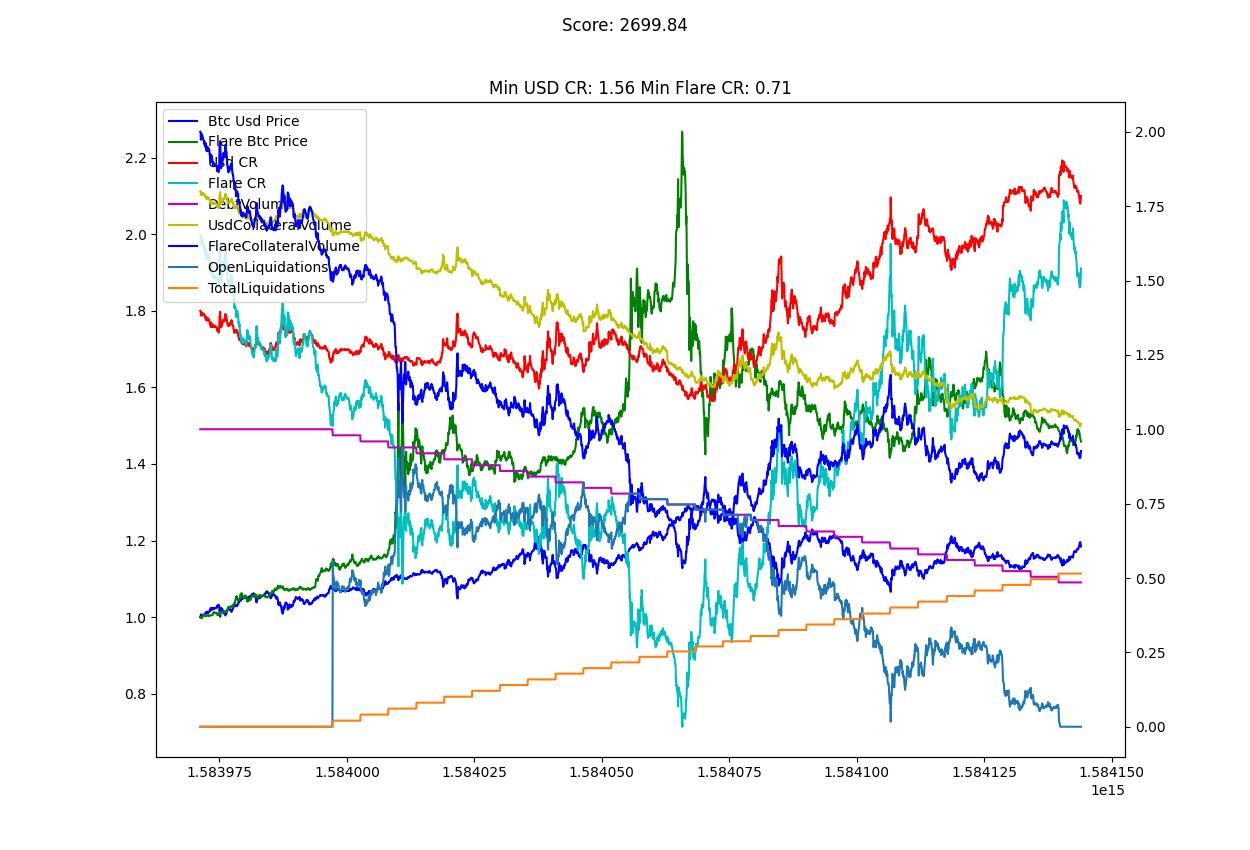 Score: 2699.84
Min USD CR: 1.56 Min Flare CR: 0.71
Btc Usd Price
Flare Btc Price
Usd CR
Flare CR
DebtVolume
UsdCollateralVolume
FlareCollateralVolume
OpenLiquidations
TotalLiquidations
2.2
2.0
1.8
1.6
1.4
1.2
1.0
0.8
2.00
1.75
1.50
1.25
1.00
0.75
0.50
0.25
0.00
1.583975 1.584000 1.584025 1.584050 1.584075 1.584100 1.584125 1.584150
1e15